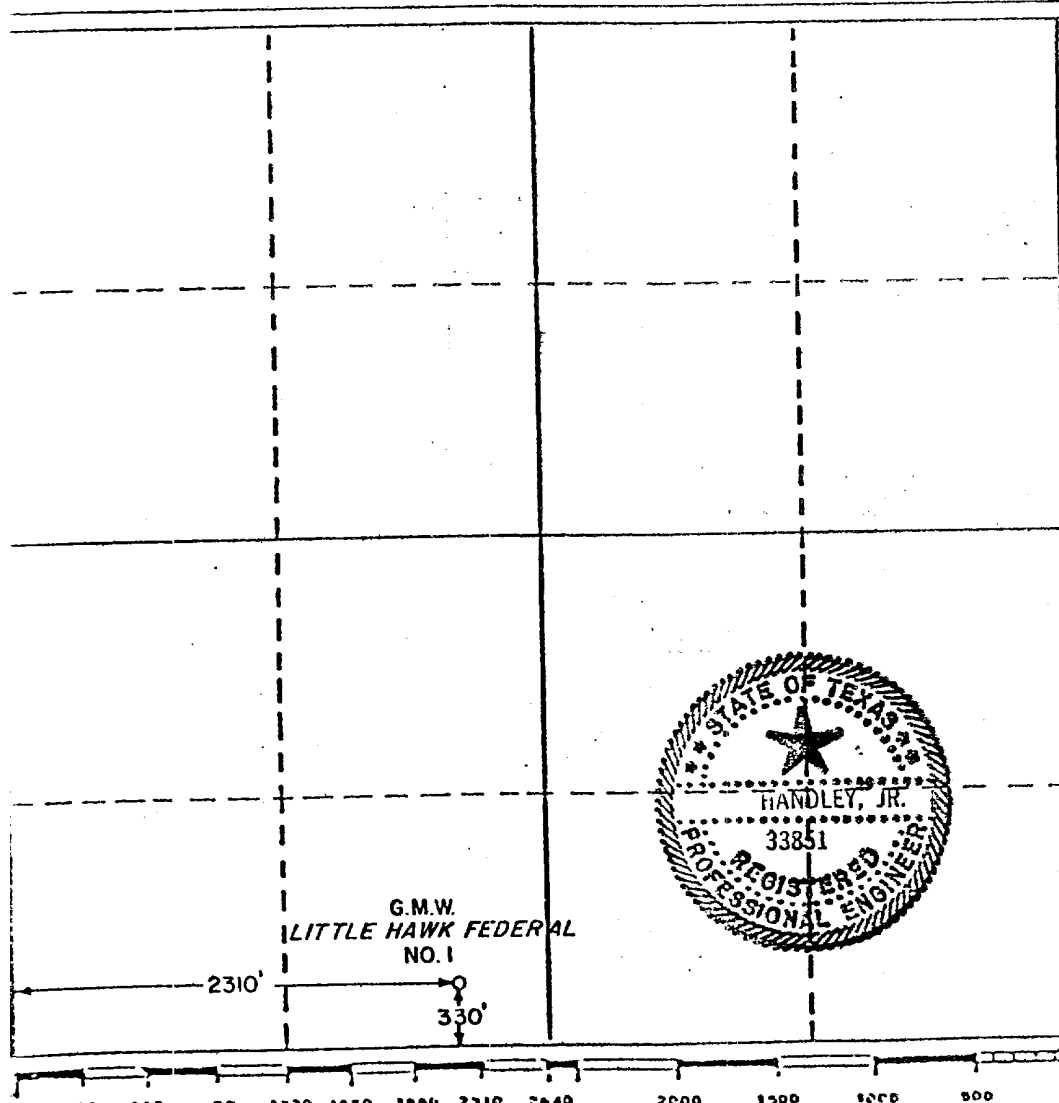 STATE OF TEXAS
HANDLEY, JR.
33851
REGISTERED
PROFESSIONAL ENGINEER
G.M.W.
LITTLE HAWK FEDERAL
NO. 1
2310'
330'
2310 2640 2000 1500 1000 500